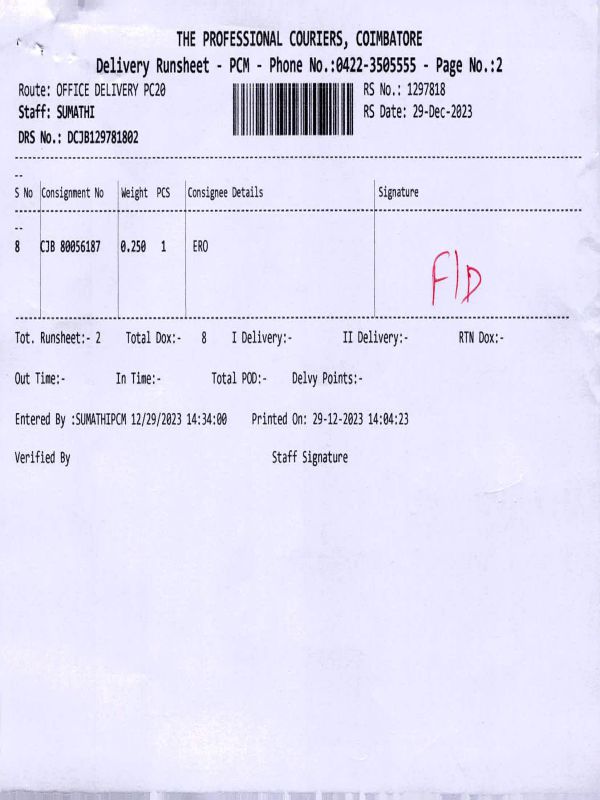 THE PROFESSIONAL COURIERS, COIMBATORE
Delivery Runsheet - PCM - Phone No.:0422-3505555 - Page No.:2
Route: OFFICE DELIVERY PC20 RS No.: 1297818
Staff: SUMATHI RS Date: 29-Dec-2023
DRS No.: DCJB129781802
--
S No Consignment No Weight PCS Consignee Details Signature
--
8 CJB 80056187 0.250 1 ERO
F/D
Tot. Runsheet:- 2 Total Dox:- 8 I Delivery:- II Delivery:- RTN Dox:-
Out Time:- In Time:- Total POD:- Delvy Points:-
Entered By :SUMATHIPCM 12/29/2023 14:34:00 Printed On: 29-12-2023 14:04:23
Verified By Staff Signature